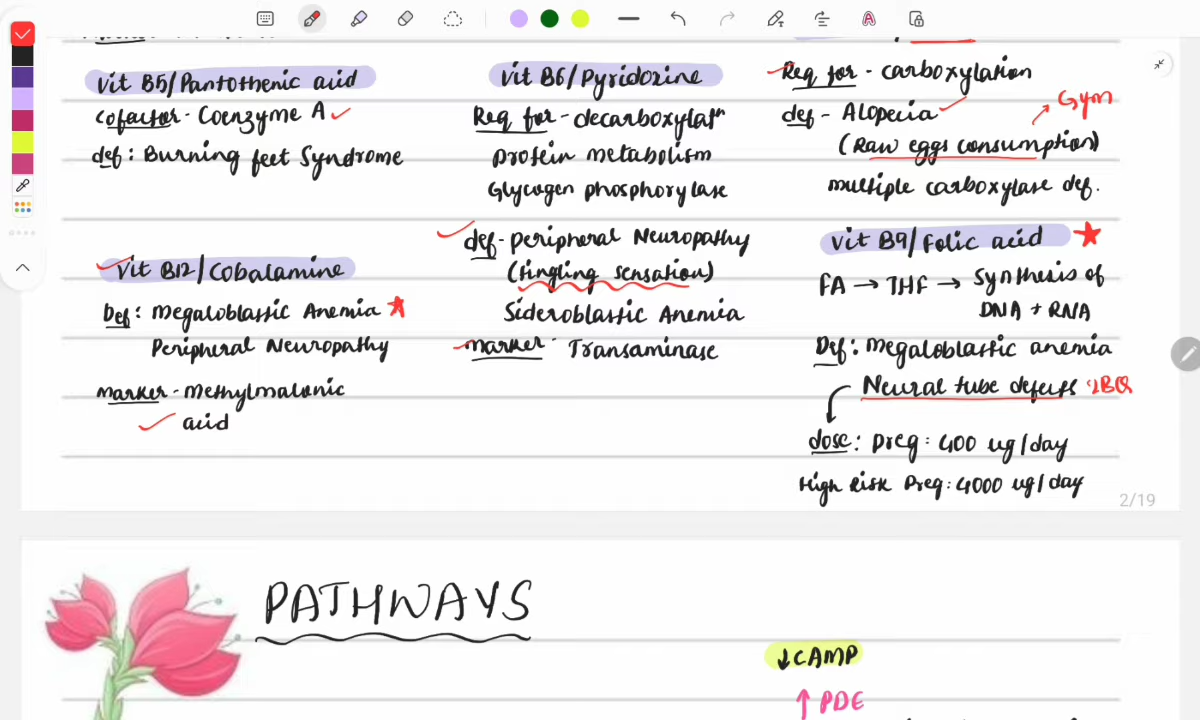 Vit B5/Pantothenic acid
Cofactor - Coenzyme A
def: Burning feet Syndrome
Vit B12/Cobalamine
Def: Megaloblastic Anemia
Peripheral Neuropathy
marker - Methylmalonic
acid
Vit B6/Pyridoxine
Req for - decarboxylatn
protein metabolism
Glycogen phosphorylase
def - Peripheral Neuropathy
(tingling sensation)
Sideroblastic Anemia
marker - Transaminase
Req for - carboxylation
def - Alopecia
Gym
(Raw eggs consumption)
multiple carboxylase def.
Vit B9/Folic acid
FA → THF → Synthesis of
DNA + RNA
Def: megaloblastic anemia
Neural tube defects IBQ
dose: Preg: 400 ug/day
High Risk Preg: 4000 ug/day
2/19
PATHWAYS
↓CAMP
↑ PDE